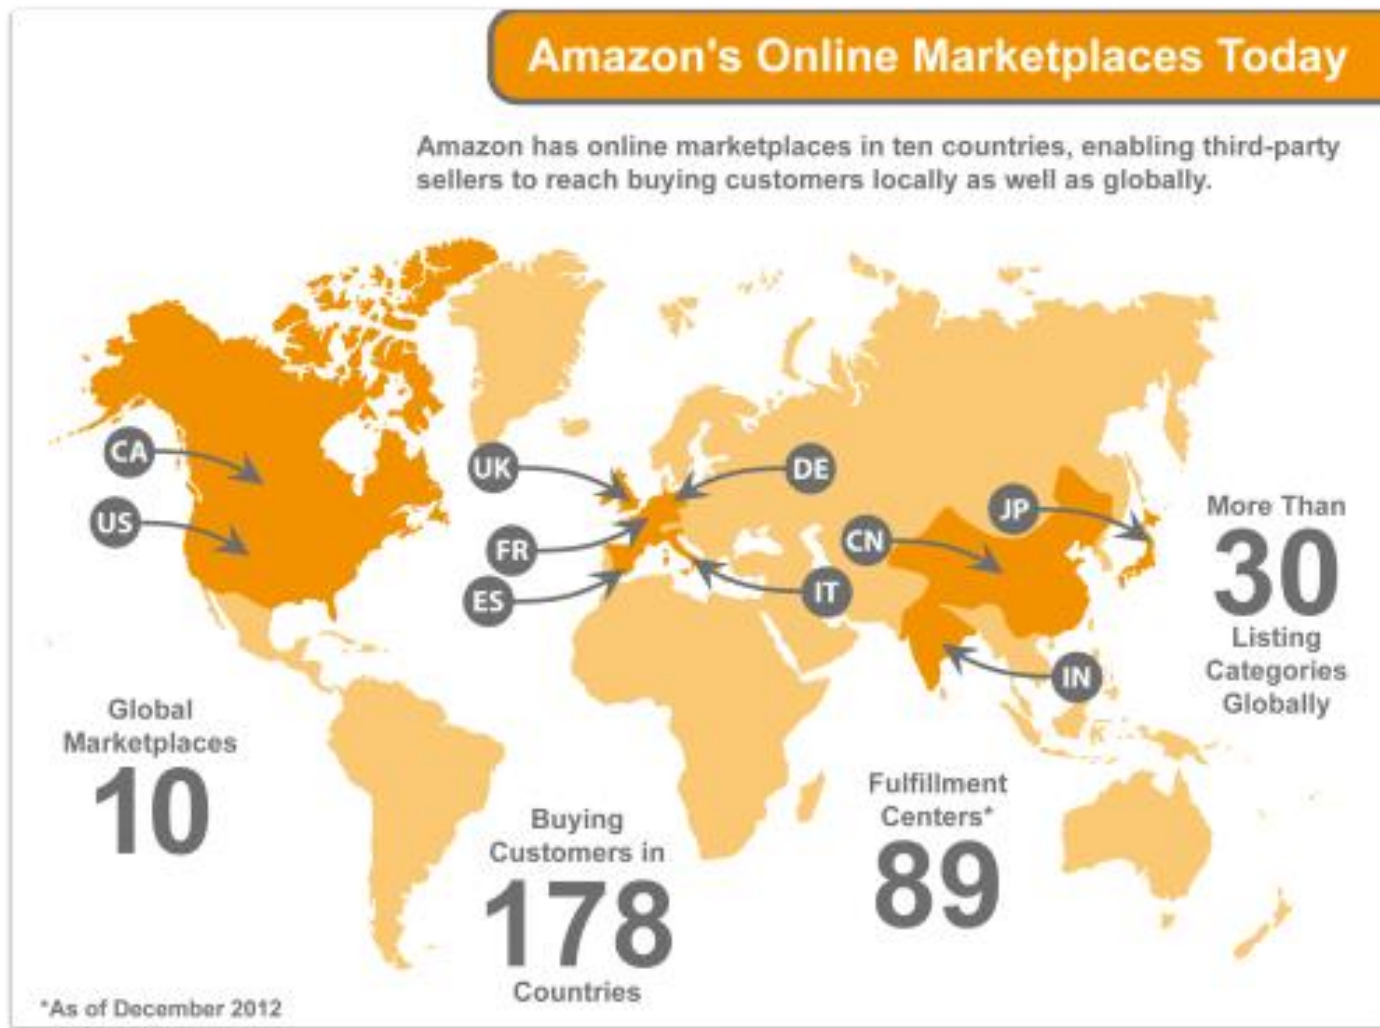 Amazon's Online Marketplaces Today
Amazon has online marketplaces in ten countries, enabling third-party
sellers to reach buying customers locally as well as globally.
CA
US
UK
FR
ES
DE
IT
CN
JP
IN
More Than
30
Listing
Categories
Globally
Global
Marketplaces
10
Buying
Customers in
178
Countries
Fulfillment
Centers*
89
*As of December 2012